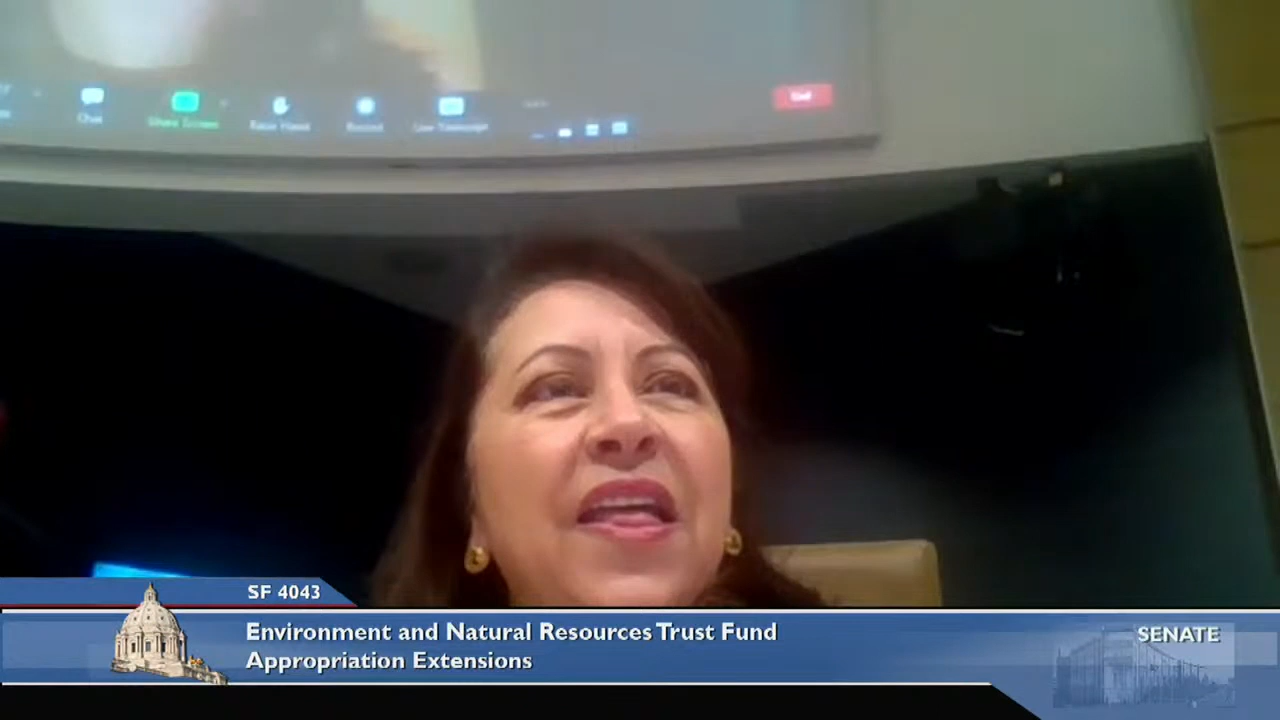 Chat
Share Screen
Raise Hand
Record
Live Transcript
End
SF 4043
Environment and Natural Resources Trust Fund
Appropriation Extensions
SENATE